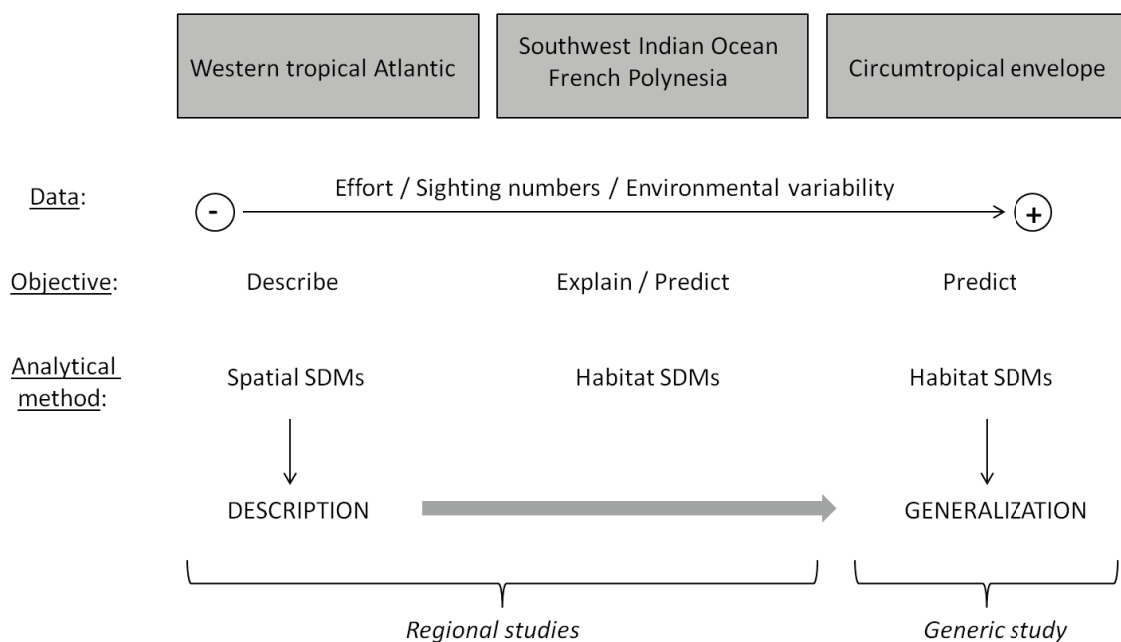 Western tropical Atlantic
Southwest Indian Ocean
French Polynesia
Circumtropical envelope
Data:
Effort / Sighting numbers / Environmental variability
-
+
Objective:
Describe
Explain / Predict
Predict
Analytical
method:
Spatial SDMs
Habitat SDMs
Habitat SDMs
DESCRIPTION
GENERALIZATION
Regional studies
Generic study